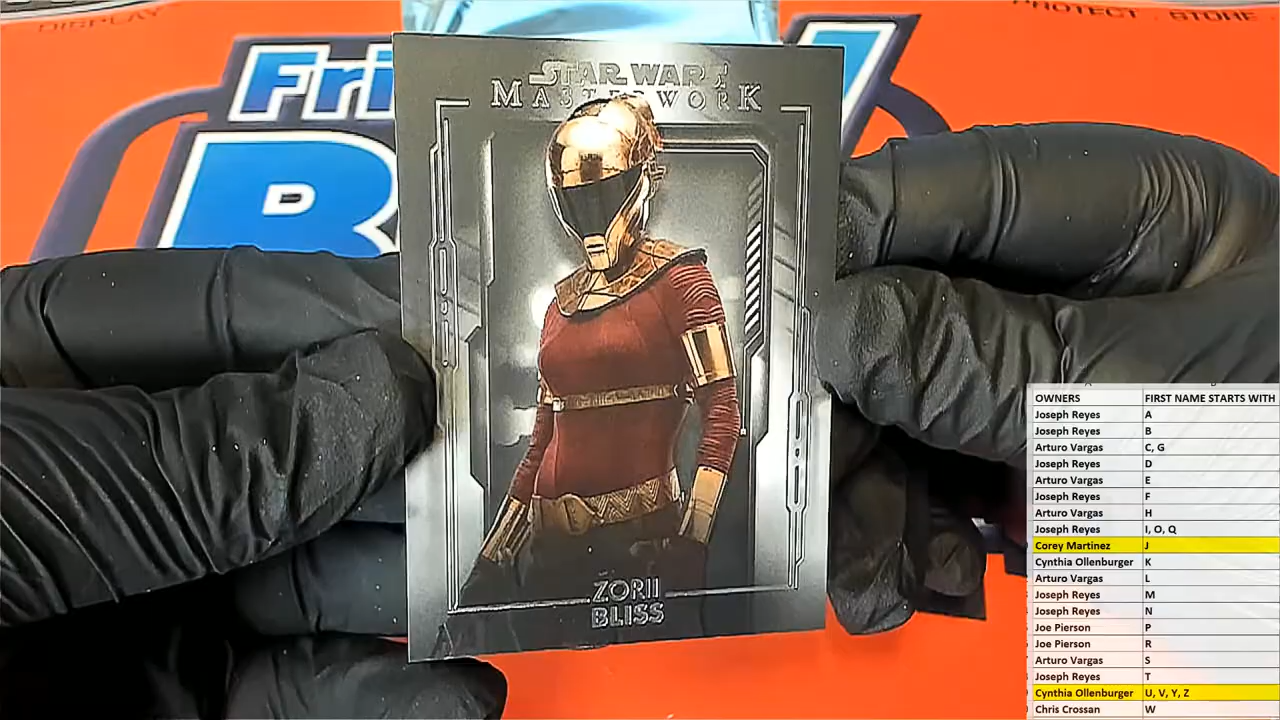 DISPLAY
PROTECT . STORE
Fri
B
STAR WARS
MASTERWORK
ZORII
BLISS
OWNERS FIRST NAME STARTS WITH
Joseph Reyes A
Joseph Reyes B
Arturo Vargas C, G
Joseph Reyes D
Arturo Vargas E
Joseph Reyes F
Arturo Vargas H
Joseph Reyes I, O, Q
Corey Martinez J
Cynthia Ollenburger K
Arturo Vargas L
Joseph Reyes M
Joseph Reyes N
Joe Pierson P
Joe Pierson R
Arturo Vargas S
Joseph Reyes T
Cynthia Ollenburger U, V, Y, Z
Chris Crossan W